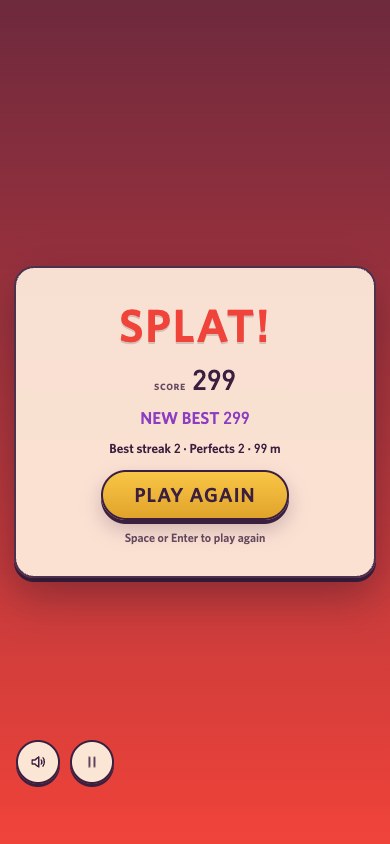 SPLAT!
SCORE 299
NEW BEST 299
Best streak 2 · Perfects 2 · 99 m
PLAY AGAIN
Space or Enter to play again